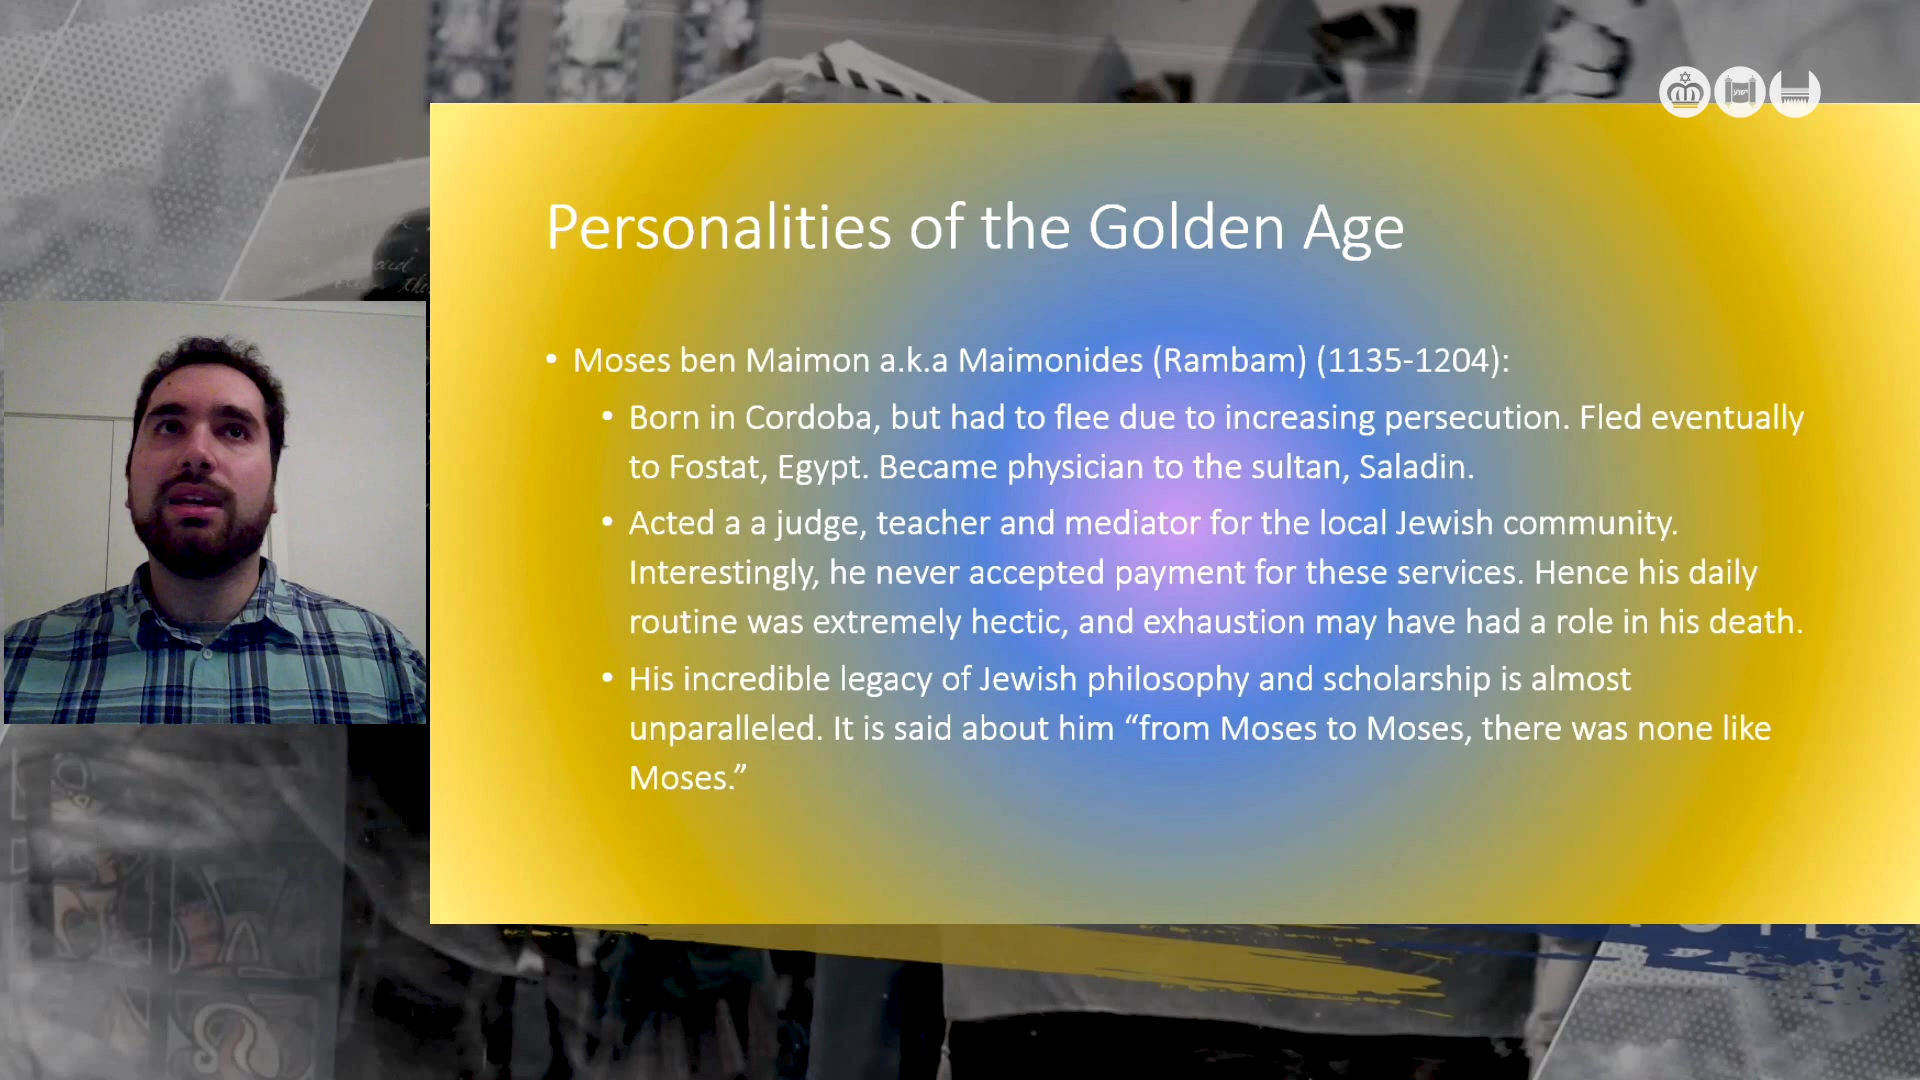 Personalities of the Golden Age
• Moses ben Maimon a.k.a Maimonides (Rambam) (1135-1204):
• Born in Cordoba, but had to flee due to increasing persecution. Fled eventually
to Fostat, Egypt. Became physician to the sultan, Saladin.
• Acted a a judge, teacher and mediator for the local Jewish community.
Interestingly, he never accepted payment for these services. Hence his daily
routine was extremely hectic, and exhaustion may have had a role in his death.
• His incredible legacy of Jewish philosophy and scholarship is almost
unparalleled. It is said about him “from Moses to Moses, there was none like
Moses.”